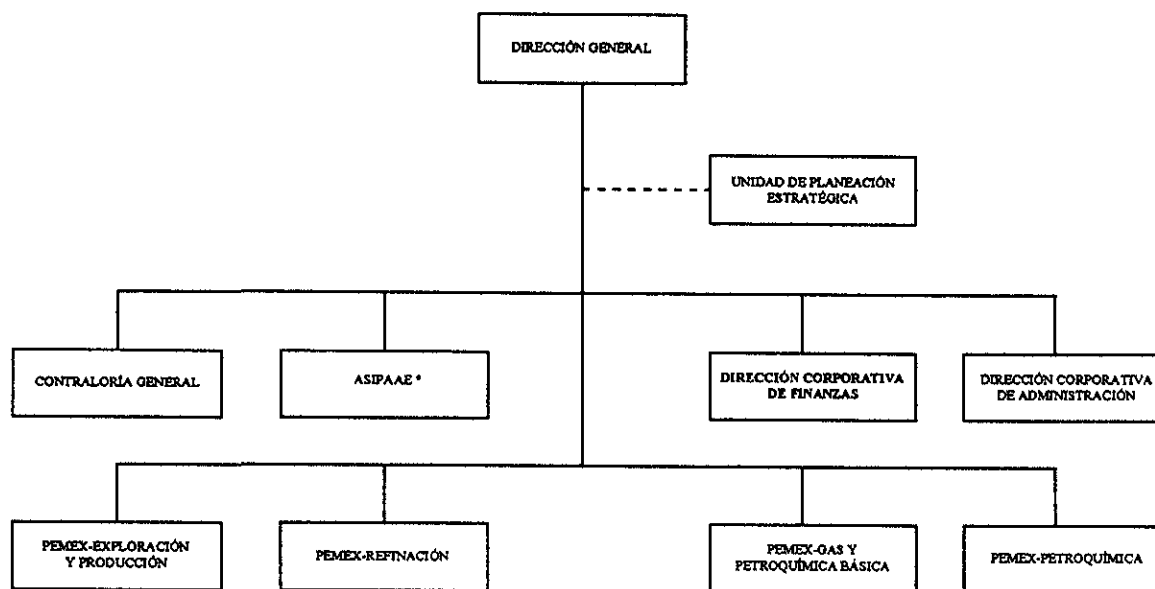 DIRECCIÓN GENERAL
UNIDAD DE PLANEACIÓN
ESTRATÉGICA
CONTRALORÍA GENERAL
ASIPAAE *
DIRECCIÓN CORPORATIVA
DE FINANZAS
DIRECCIÓN CORPORATIVA
DE ADMINISTRACIÓN
PEMEX-EXPLORACIÓN
Y PRODUCCIÓN
PEMEX-REFINACIÓN
PEMEX-GAS Y
PETROQUÍMICA BÁSICA
PEMEX-PETROQUÍMICA